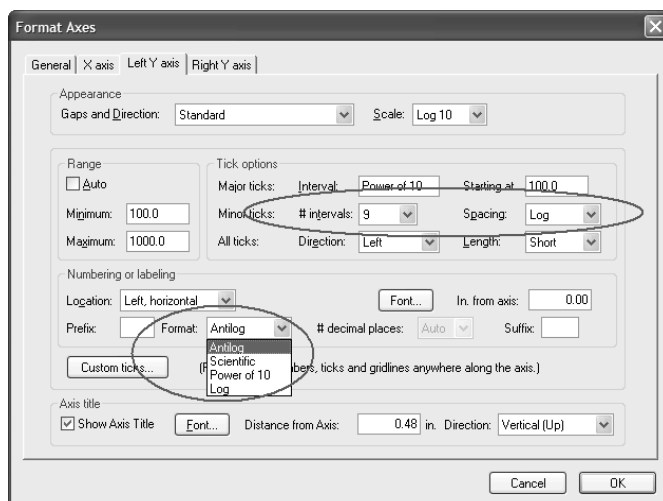 Format Axes
General X axis Left Y axis Right Y axis
Appearance
Gaps and Direction: Standard Scale: Log 10
Range Tick options
Auto Major ticks: Interval: Power of 10 Starting at 100.0
Minimum: 100.0 Minor ticks: # intervals: 9 Spacing: Log
Maximum: 1000.0 All ticks: Direction: Left Length: Short
Numbering or labeling
Location: Left, horizontal Font... In. from axis: 0.00
Prefix: Format: Antilog # decimal places: Auto Suffix:
Antilog
Scientific
Custom ticks... bers, ticks and gridlines anywhere along the axis.)
Power of 10
Log
Axis title
Show Axis Title Font... Distance from Axis: 0.48 in. Direction: Vertical (Up)
Cancel OK